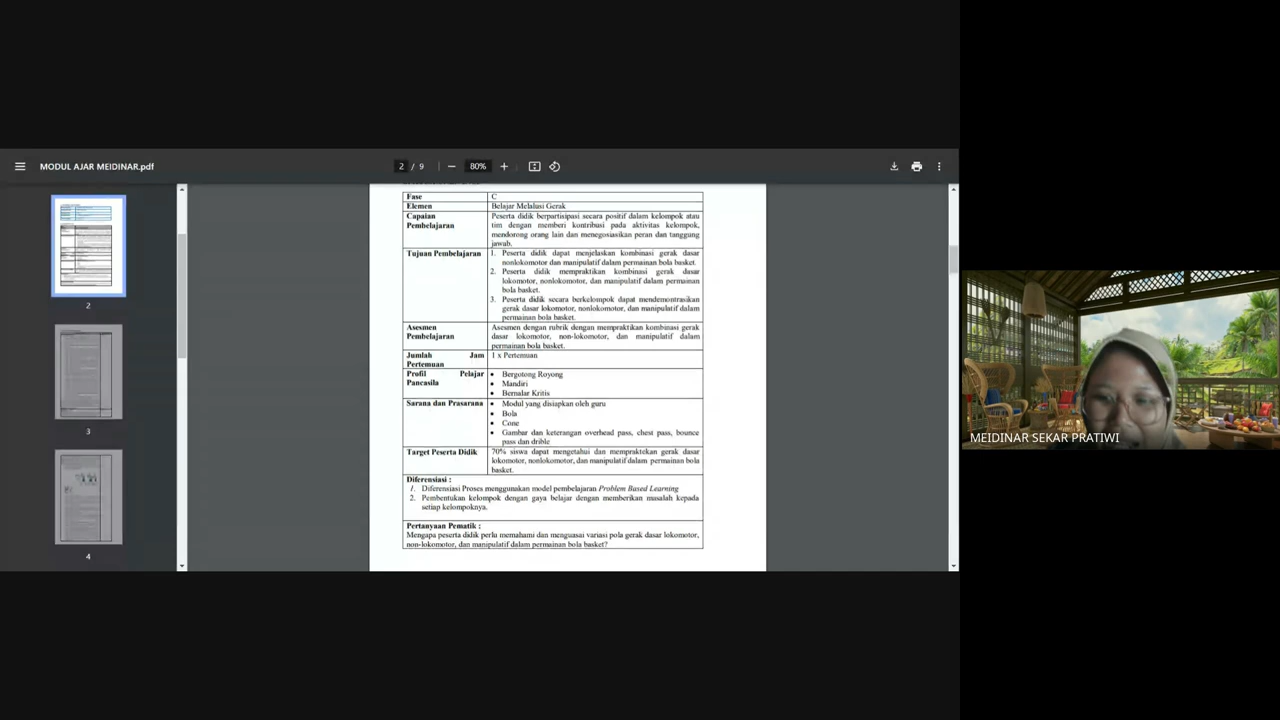 MODUL AJAR MEIDINAR.pdf
2 / 9
80%
Fase C
Elemen Belajar Melalasi Gerak
Capaian Pembelajaran
Peserta didik berpartisipasi secara positif dalam kelompok atau
tim dengan memberi kontribusi pada aktivitas kelompok,
mendorong orang lain dan menegosiasikan peran dan tanggung
jawab.
Tujuan Pembelajaran
1. Peserta didik dapat menjelaskan kombinasi gerak dasar
nonlokomotor dan manipulatif dalam permainan bola basket.
2. Peserta didik mempraktikan kombinasi gerak dasar
lokomotor, nonlokomotor, dan manipulatif dalam permainan
bola basket.
3. Peserta didik secara berkelompok dapat mendemontrasikan
gerak dasar lokomotor, nonlokomotor, dan manipulatif dalam
permainan bola basket.
Asesmen
Pembelajaran
Asesmen dengan rubrik dengan mempraktikan kombinasi gerak
dasar lokomotor, non-lokomotor, dan manipulatif dalam
permainan bola basket.
Jumlah Jam
Pertemuan
1 x Pertemuan
Profil Pelajar
Pancasila
• Bergotong Royong
• Mandiri
• Bernalar Kritis
Sarana dan Prasarana
• Modul yang disiapkan oleh guru
• Bola
• Cone
• Gambar dan keterangan overhead pass, chest pass, bounce
pass dan drible
Target Peserta Didik
70% siswa dapat mengetahui dan mempraktekan gerak dasar
lokomotor, nonlokomotor, dan manipulatif dalam permainan bola
basket.
Diferensiasi :
1. Diferensiasi Proses menggunakan model pembelajaran Problem Based Learning
2. Pembentukan kelompok dengan gaya belajar dengan memberikan masalah kepada
setiap kelompoknya.
Pertanyaan Pematik :
Mengapa peserta didik perlu memahami dan menguasai variasi pola gerak dasar lokomotor,
non-lokomotor, dan manipulatif dalam permainan bola basket?
2
3
4
MEIDINAR SEKAR PRATIWI